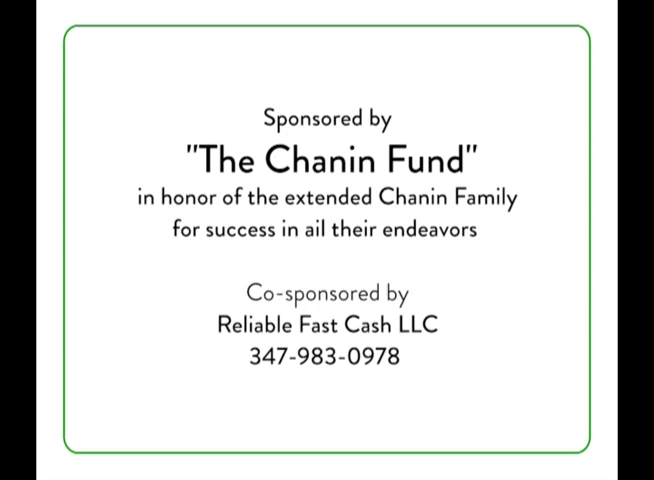 Sponsored by
"The Chanin Fund"
in honor of the extended Chanin Family
for success in ail their endeavors
Co-sponsored by
Reliable Fast Cash LLC
347-983-0978